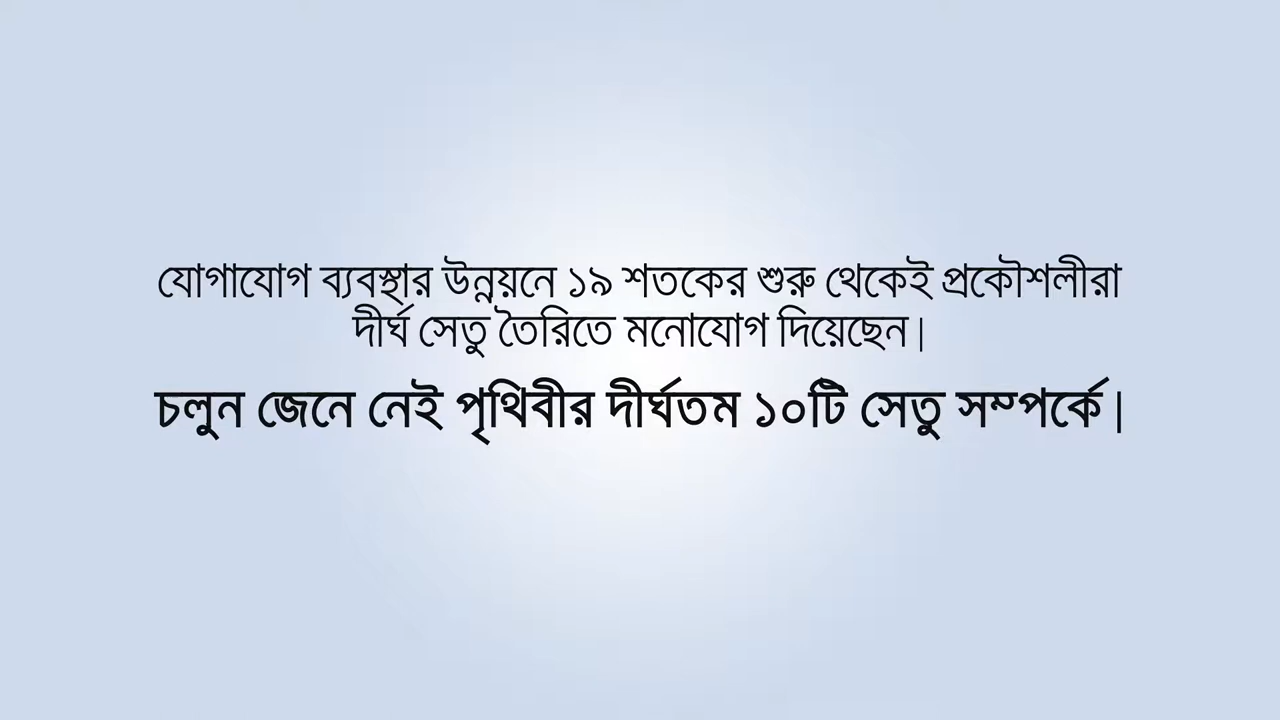 যোগাযোগ ব্যবস্থার উন্নয়নে ১৯ শতকের শুরু থেকেই প্রকৌশলীরা
দীর্ঘ সেতু তৈরিতে মনোযোগ দিয়েছেন।
চলুন জেনে নেই পৃথিবীর দীর্ঘতম ১০টি সেতু সম্পর্কে।